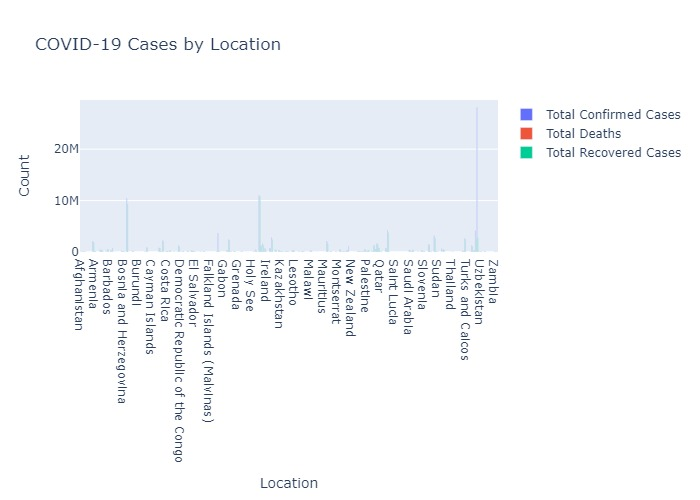 COVID-19 Cases by Location
Total Confirmed Cases
Total Deaths
Total Recovered Cases
Count
20M
10M
0
Afghanistan
Armenia
Barbados
Bosnia and Herzegovina
Burundi
Cayman Islands
Costa Rica
Democratic Republic of the Congo
El Salvador
Falkland Islands (Malvinas)
Gabon
Grenada
Holy See
Ireland
Kazakhstan
Lesotho
Malawi
Mauritius
Montserrat
New Zealand
Palestine
Qatar
Saint Lucia
Saudi Arabia
Slovenia
Sudan
Thailand
Turks and Caicos
Uzbekistan
Zambia
Location